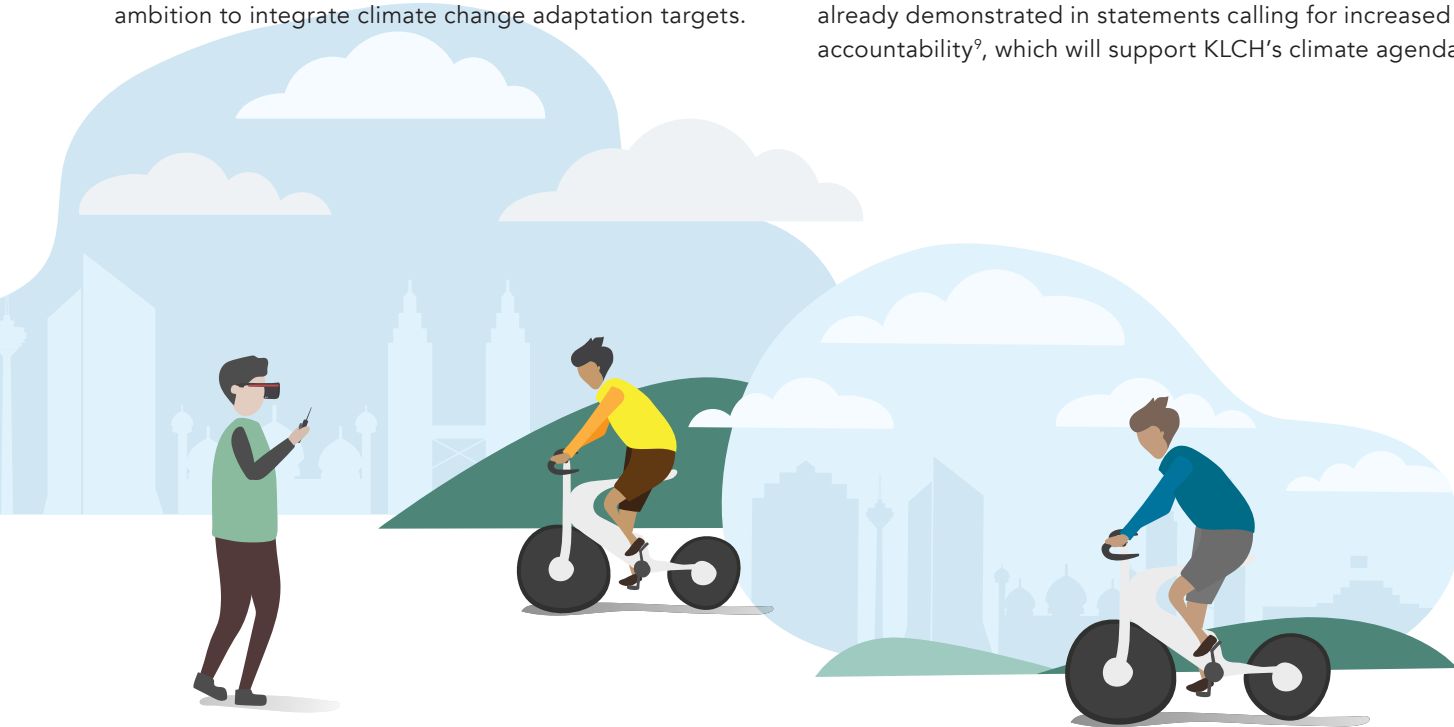 ambition to integrate climate change adaptation targets.
already demonstrated in statements calling for increased
accountability⁹, which will support KLCH’s climate agenda